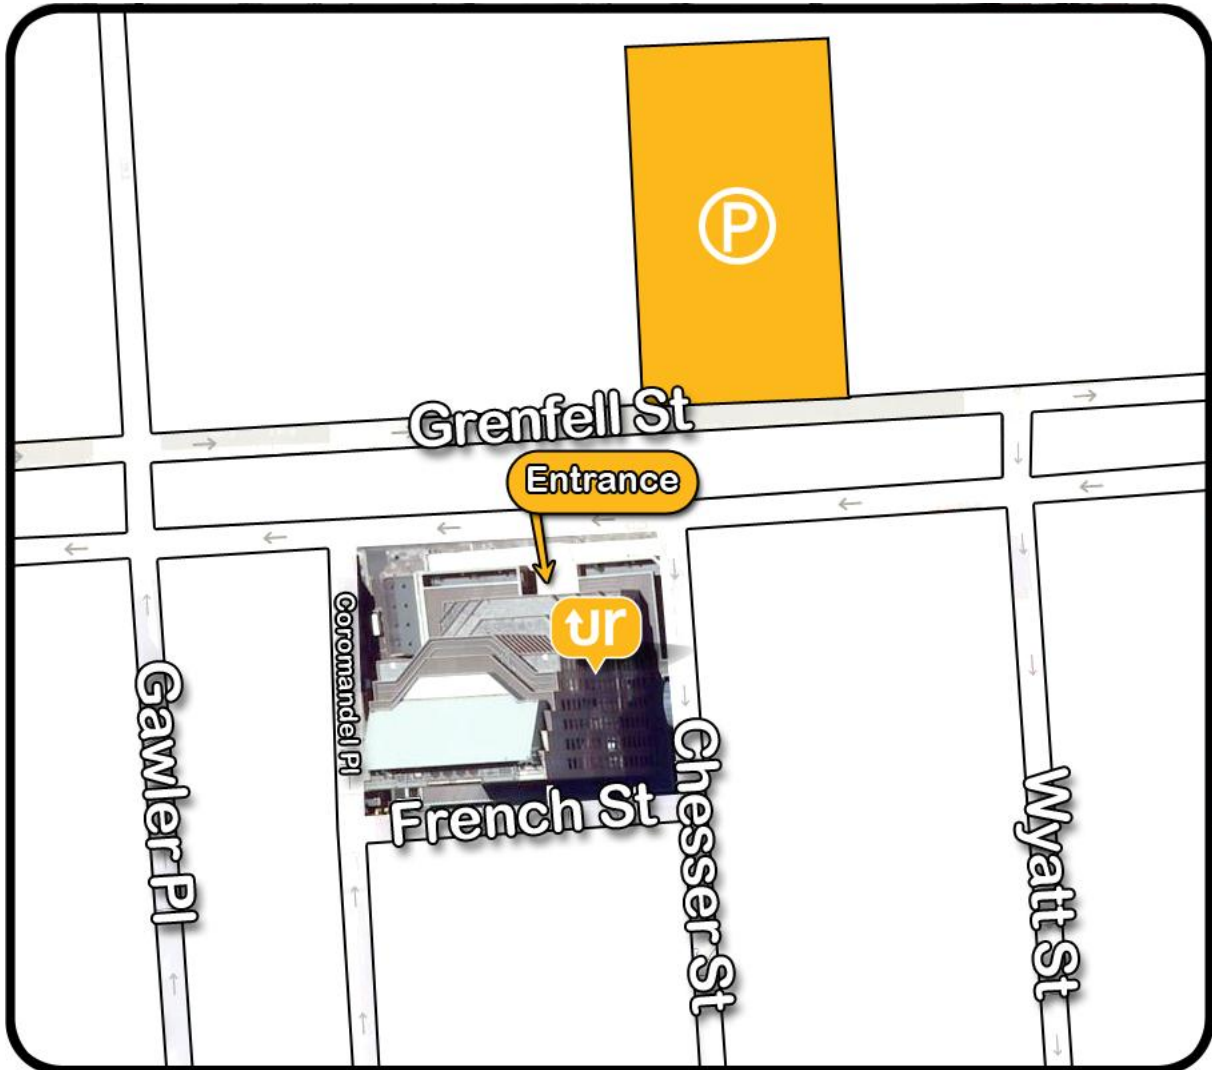 P
Grenfell St
Entrance
ur
Coromandel Pl
Gawler Pl
Chesser St
French St
Wyatt St